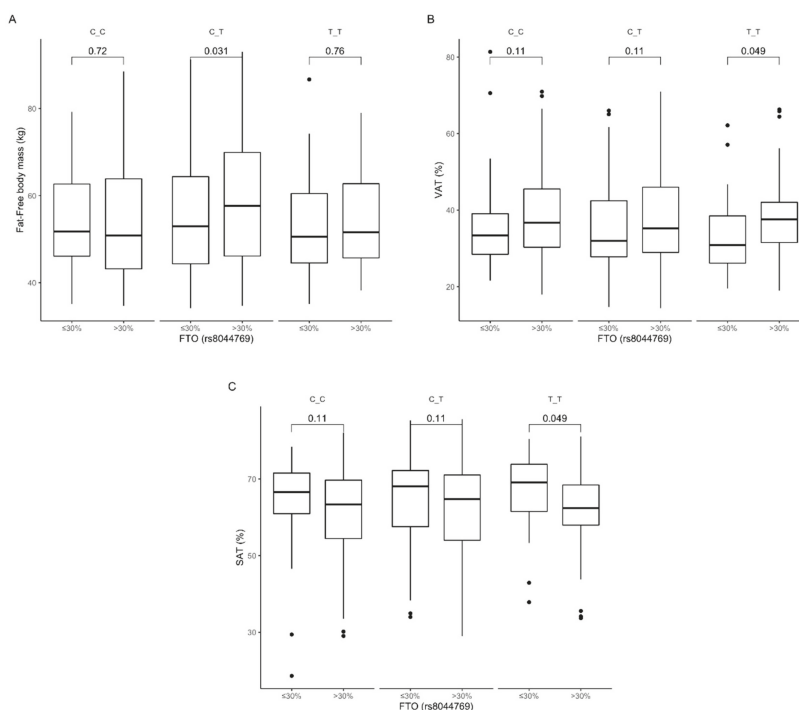 A
C_C C_T T_T
0.72 0.031 0.76
80
60
40
Fat-Free body mass (kg)
≤30% >30% ≤30% >30% ≤30% >30%
FTO (rs8044769)
B
C_C C_T T_T
0.11 0.11 0.049
80
60
40
20
VAT (%)
≤30% >30% ≤30% >30% ≤30% >30%
FTO (rs8044769)
C
C_C C_T T_T
0.11 0.11 0.049
70
50
30
SAT (%)
≤30% >30% ≤30% >30% ≤30% >30%
FTO (rs8044769)